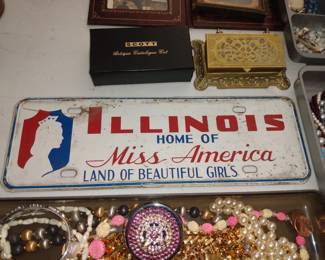 SCOTT
ILLINOIS
HOME OF
Miss America
LAND OF BEAUTIFUL GIRLS